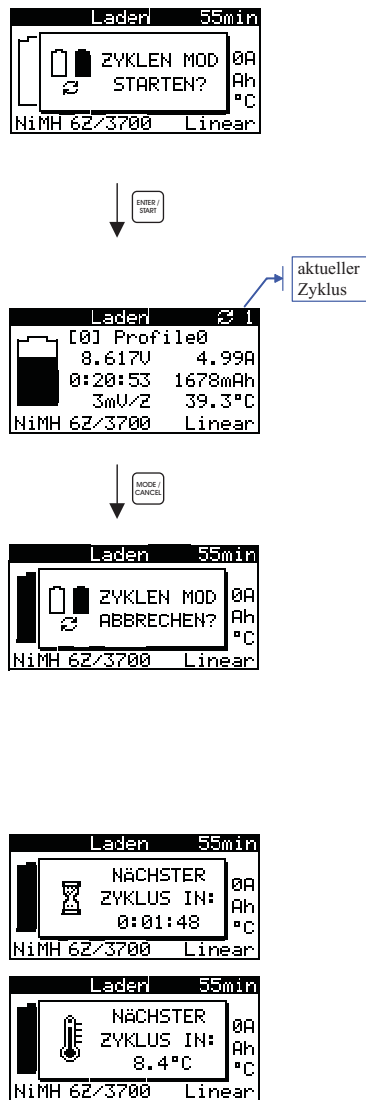 Laden 55min
ZYKLEN MOD
STARTEN?
0A
Ah
°C
NiMH 6Z/3700 Linear
ENTER /
START
aktueller
Zyklus
Laden 1
[0] Profile0
8.617V 4.99A
0:20:53 1678mAh
3mV/Z 39.3°C
NiMH 6Z/3700 Linear
MODE /
CANCEL
Laden 55min
ZYKLEN MOD
ABBRECHEN?
0A
Ah
°C
NiMH 6Z/3700 Linear
Laden 55min
NÄCHSTER
ZYKLUS IN:
0:01:48
0A
Ah
°C
NiMH 6Z/3700 Linear
Laden 55min
NÄCHSTER
ZYKLUS IN:
8.4°C
0A
Ah
°C
NiMH 6Z/3700 Linear